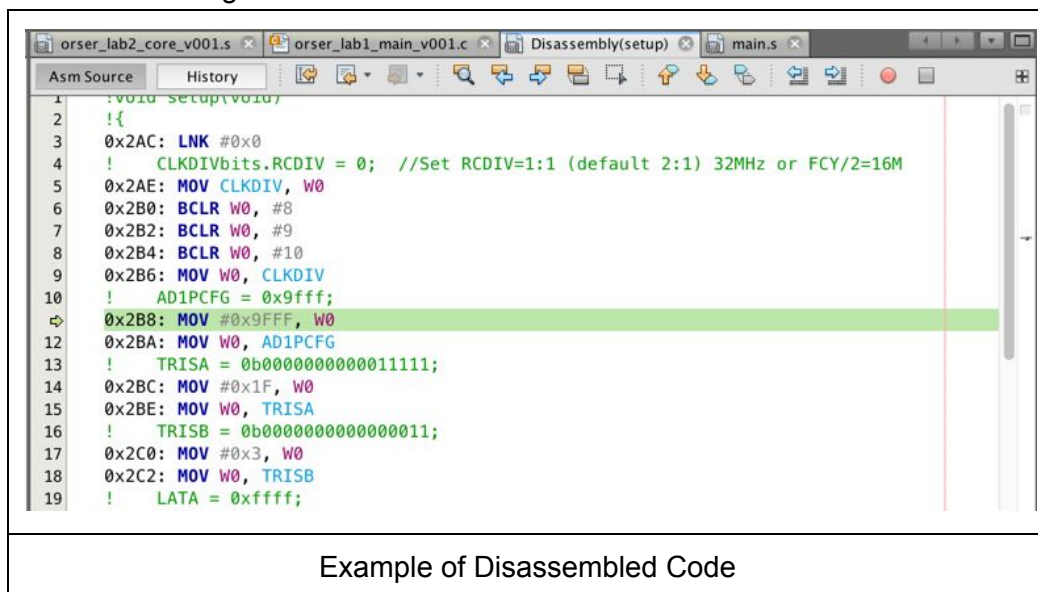 orser_lab2_core_v001.s orser_lab1_main_v001.c Disassembly(setup) main.s
Asm Source History
1 !void setup(void)
2 !{
3 0x2AC: LNK #0x0
4 ! CLKDIVbits.RCDIV = 0; //Set RCDIV=1:1 (default 2:1) 32MHz or FCY/2=16M
5 0x2AE: MOV CLKDIV, W0
6 0x2B0: BCLR W0, #8
7 0x2B2: BCLR W0, #9
8 0x2B4: BCLR W0, #10
9 0x2B6: MOV W0, CLKDIV
10 ! AD1PCFG = 0x9fff;
0x2B8: MOV #0x9FFF, W0
12 0x2BA: MOV W0, AD1PCFG
13 ! TRISA = 0b0000000000011111;
14 0x2BC: MOV #0x1F, W0
15 0x2BE: MOV W0, TRISA
16 ! TRISB = 0b0000000000000011;
17 0x2C0: MOV #0x3, W0
18 0x2C2: MOV W0, TRISB
19 ! LATA = 0xffff;
Example of Disassembled Code